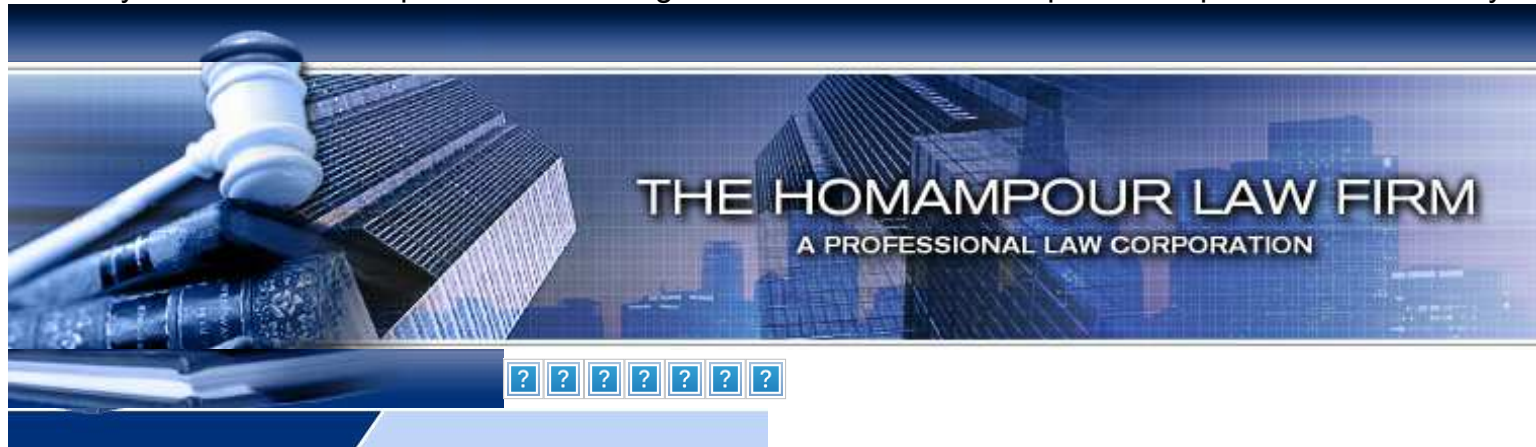 THE HOMAMPOUR LAW FIRM
A PROFESSIONAL LAW CORPORATION
? ? ? ? ? ? ?